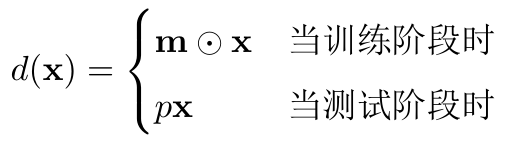 d(x) = { m ⊙ x 当训练阶段时
px 当测试阶段时